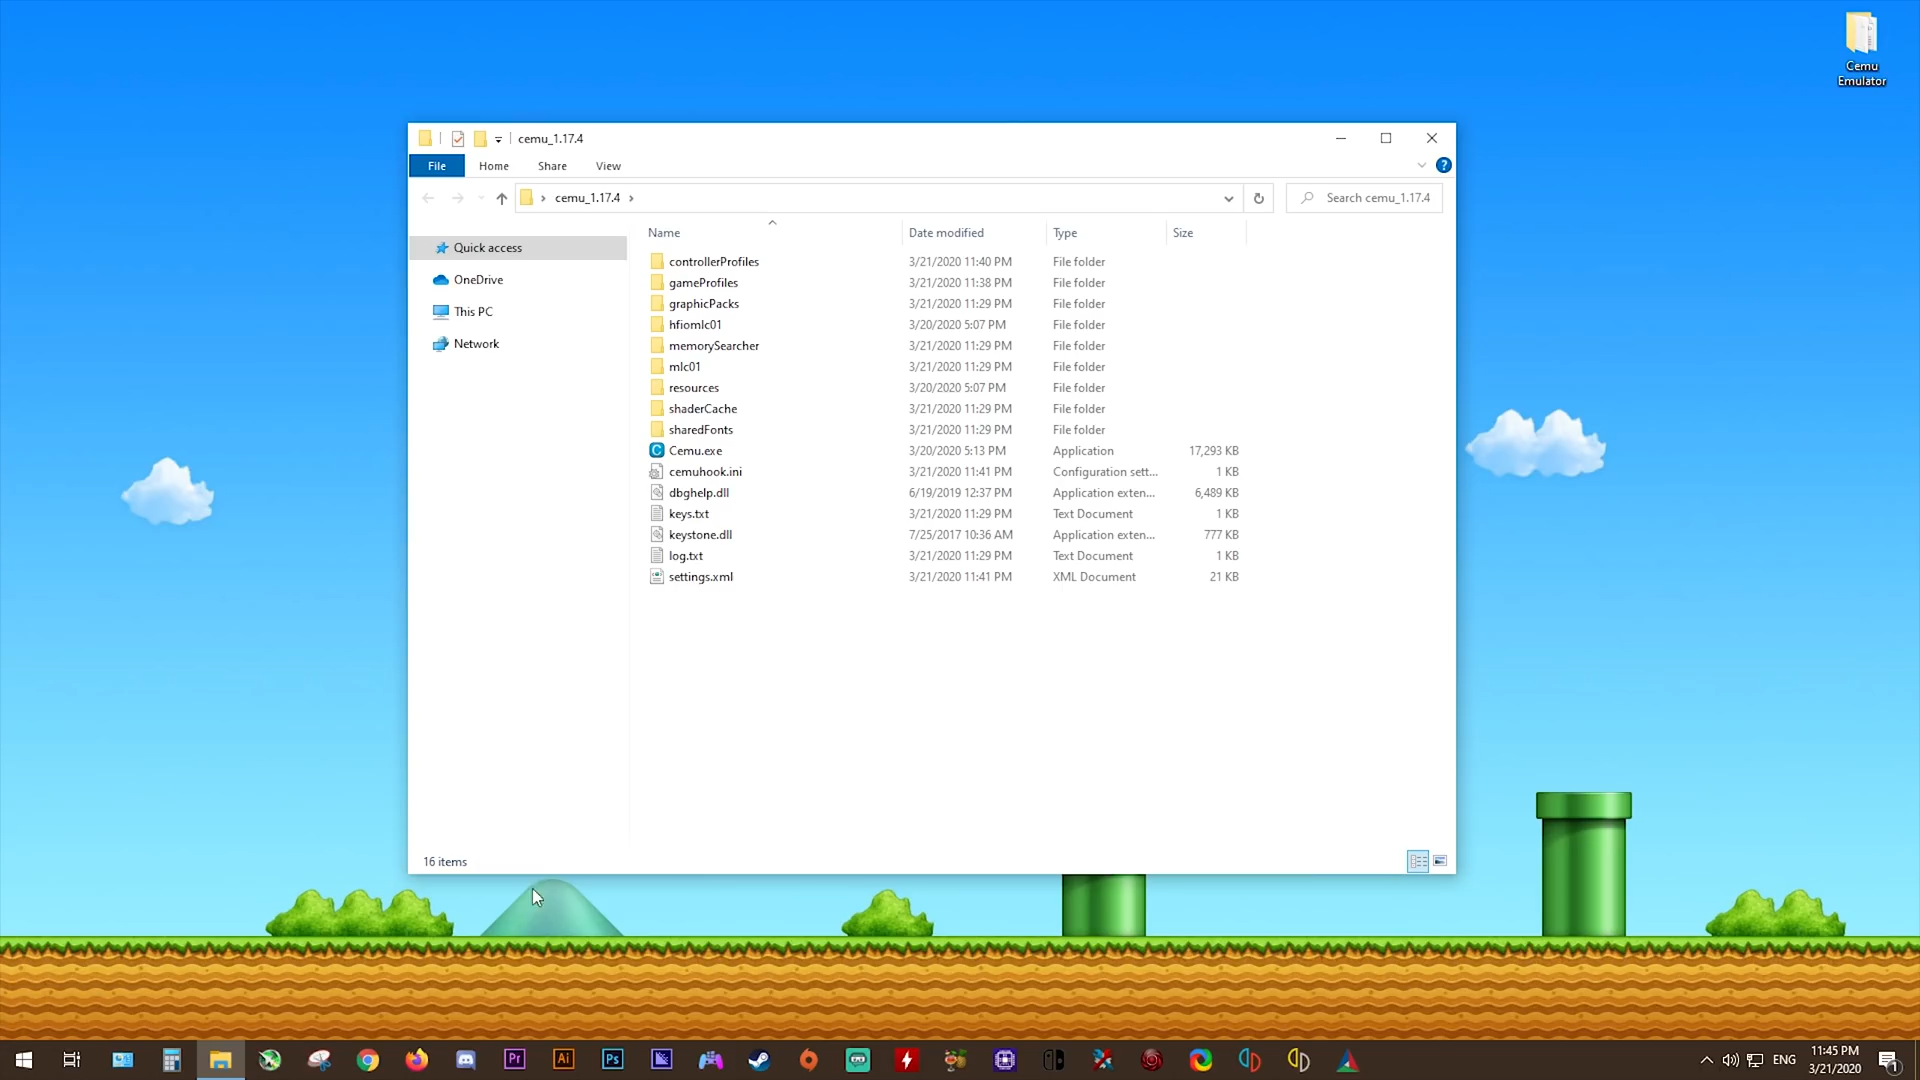 Cemu
Emulator
cemu_1.17.4
File Home Share View
cemu_1.17.4
Search cemu_1.17.4
Quick access
OneDrive
This PC
Network
Name Date modified Type Size
controllerProfiles 3/21/2020 11:40 PM File folder
gameProfiles 3/21/2020 11:38 PM File folder
graphicPacks 3/21/2020 11:29 PM File folder
hfiomlc01 3/20/2020 5:07 PM File folder
memorySearcher 3/21/2020 11:29 PM File folder
mlc01 3/21/2020 11:29 PM File folder
resources 3/20/2020 5:07 PM File folder
shaderCache 3/21/2020 11:29 PM File folder
sharedFonts 3/21/2020 11:29 PM File folder
Cemu.exe 3/20/2020 5:13 PM Application 17,293 KB
cemuhook.ini 3/21/2020 11:41 PM Configuration sett... 1 KB
dbghelp.dll 6/19/2019 12:37 PM Application exten... 6,489 KB
keys.txt 3/21/2020 11:29 PM Text Document 1 KB
keystone.dll 7/25/2017 10:36 AM Application exten... 777 KB
log.txt 3/21/2020 11:29 PM Text Document 1 KB
settings.xml 3/21/2020 11:41 PM XML Document 21 KB
16 items
Pr Ai Ps
ENG
11:45 PM
3/21/2020
1